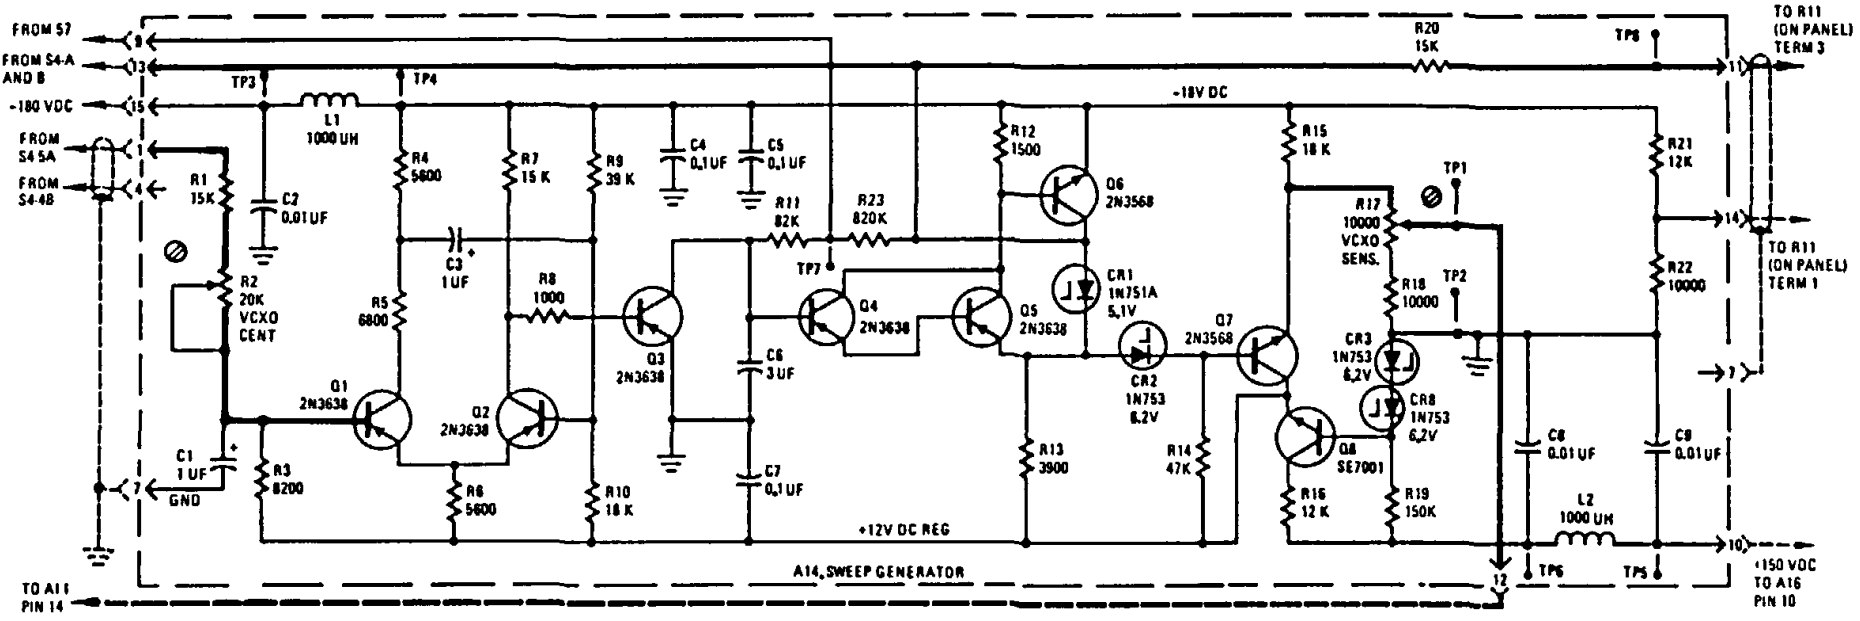 FROM S7
9
FROM S4-A
AND B
13
-180 VDC
15
FROM
S4-5A
1
FROM
S4-4B
4
TP3
TP4
L1
1000 UH
R1
15K
C2
0.01UF
R2
20K
VCXO
CENT
R4
5600
R7
15 K
R9
39 K
C4
0.1UF
C5
0.1UF
R11
82K
R23
820K
TP7
R12
1500
Q6
2N3568
-18V DC
R20
15K
TP8
11
TO R11
(ON PANEL)
TERM 3
R15
18 K
TP1
R17
10000
VCXO
SENS.
R21
12K
14
TO R11
(ON PANEL)
TERM 1
C3
1UF
+
R5
6800
R8
1000
Q3
2N3638
Q4
2N3638
Q5
2N3638
CR1
1N751A
5.1V
CR2
1N753
6.2V
Q7
2N3568
R18
10000
TP2
CR3
1N753
6.2V
CR8
1N753
6.2V
R22
10000
7
Q1
2N3638
Q2
2N3638
C6
3UF
C1
1 UF
+
R3
8200
7
GND
R6
5600
R10
18 K
C7
0.1UF
R13
3900
R14
47K
Q8
SE7001
R16
12 K
R19
150K
C8
0.01UF
C9
0.01UF
L2
1000 UH
+12V DC REG
TP6
TP5
10
+150 VDC
TO A16
PIN 10
A14, SWEEP GENERATOR
12
TO A11
PIN 14